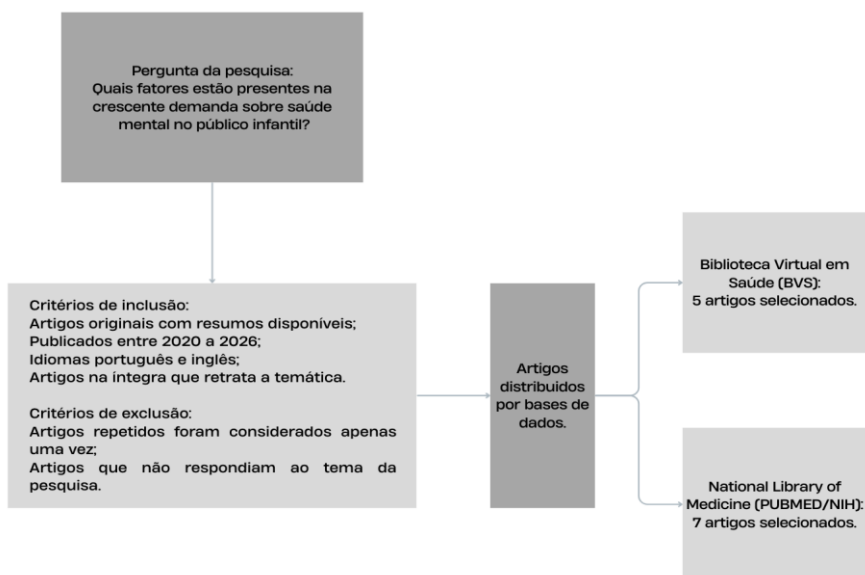 Pergunta da pesquisa:
Quais fatores estão presentes na
crescente demanda sobre saúde
mental no público infantil?
Critérios de inclusão:
Artigos originais com resumos disponíveis;
Publicados entre 2020 a 2026;
Idiomas português e inglês;
Artigos na íntegra que retrata a temática.
Critérios de exclusão:
Artigos repetidos foram considerados apenas
uma vez;
Artigos que não respondiam ao tema da
pesquisa.
Artigos
distribuidos
por bases de
dados.
Biblioteca Virtual em
Saúde (BVS):
5 artigos selecionados.
National Library of
Medicine (PUBMED/NIH):
7 artigos selecionados.